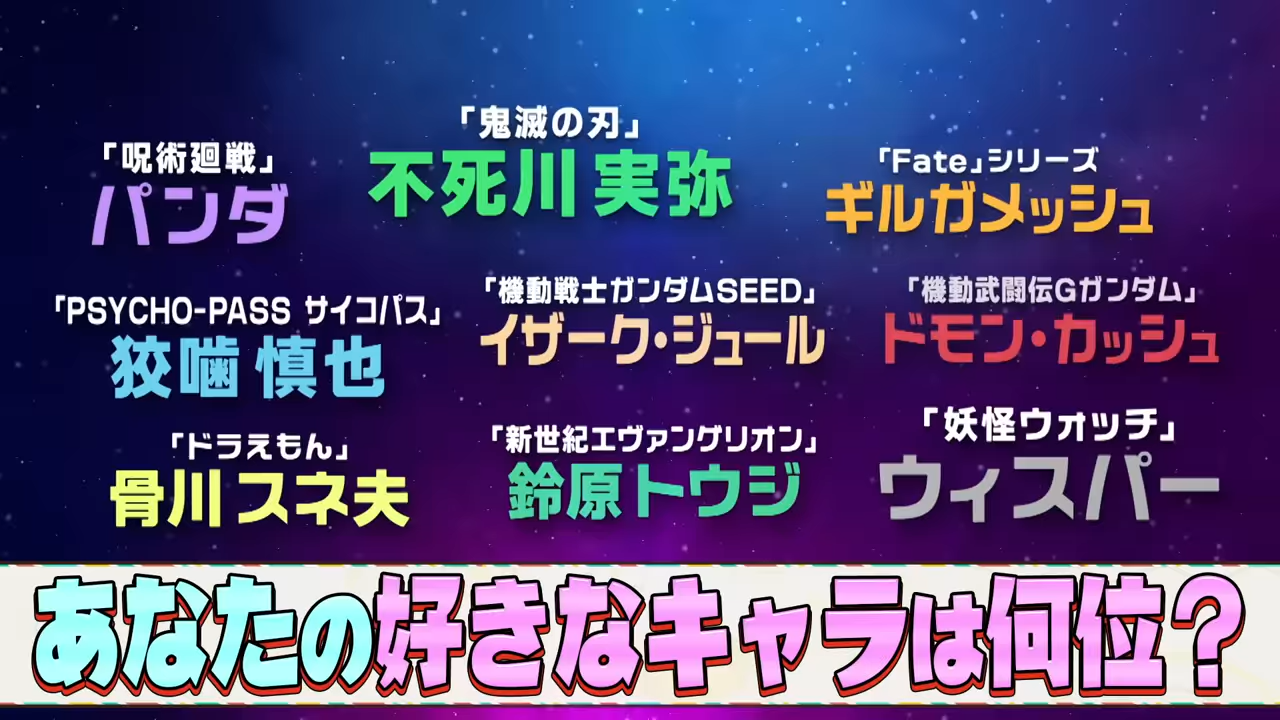 「鬼滅の刃」
不死川 実弥
「呪術廻戦」
パンダ
「Fate」シリーズ
ギルガメッシュ
「PSYCHO-PASS サイコパス」
狡噛 慎也
「機動戦士ガンダムSEED」
イザーク・ジュール
「機動武闘伝Gガンダム」
ドモン・カッシュ
「ドラえもん」
骨川 スネ夫
「新世紀エヴァンゲリオン」
鈴原トウジ
「妖怪ウォッチ」
ウィスパー
あなたの好きなキャラは何位？